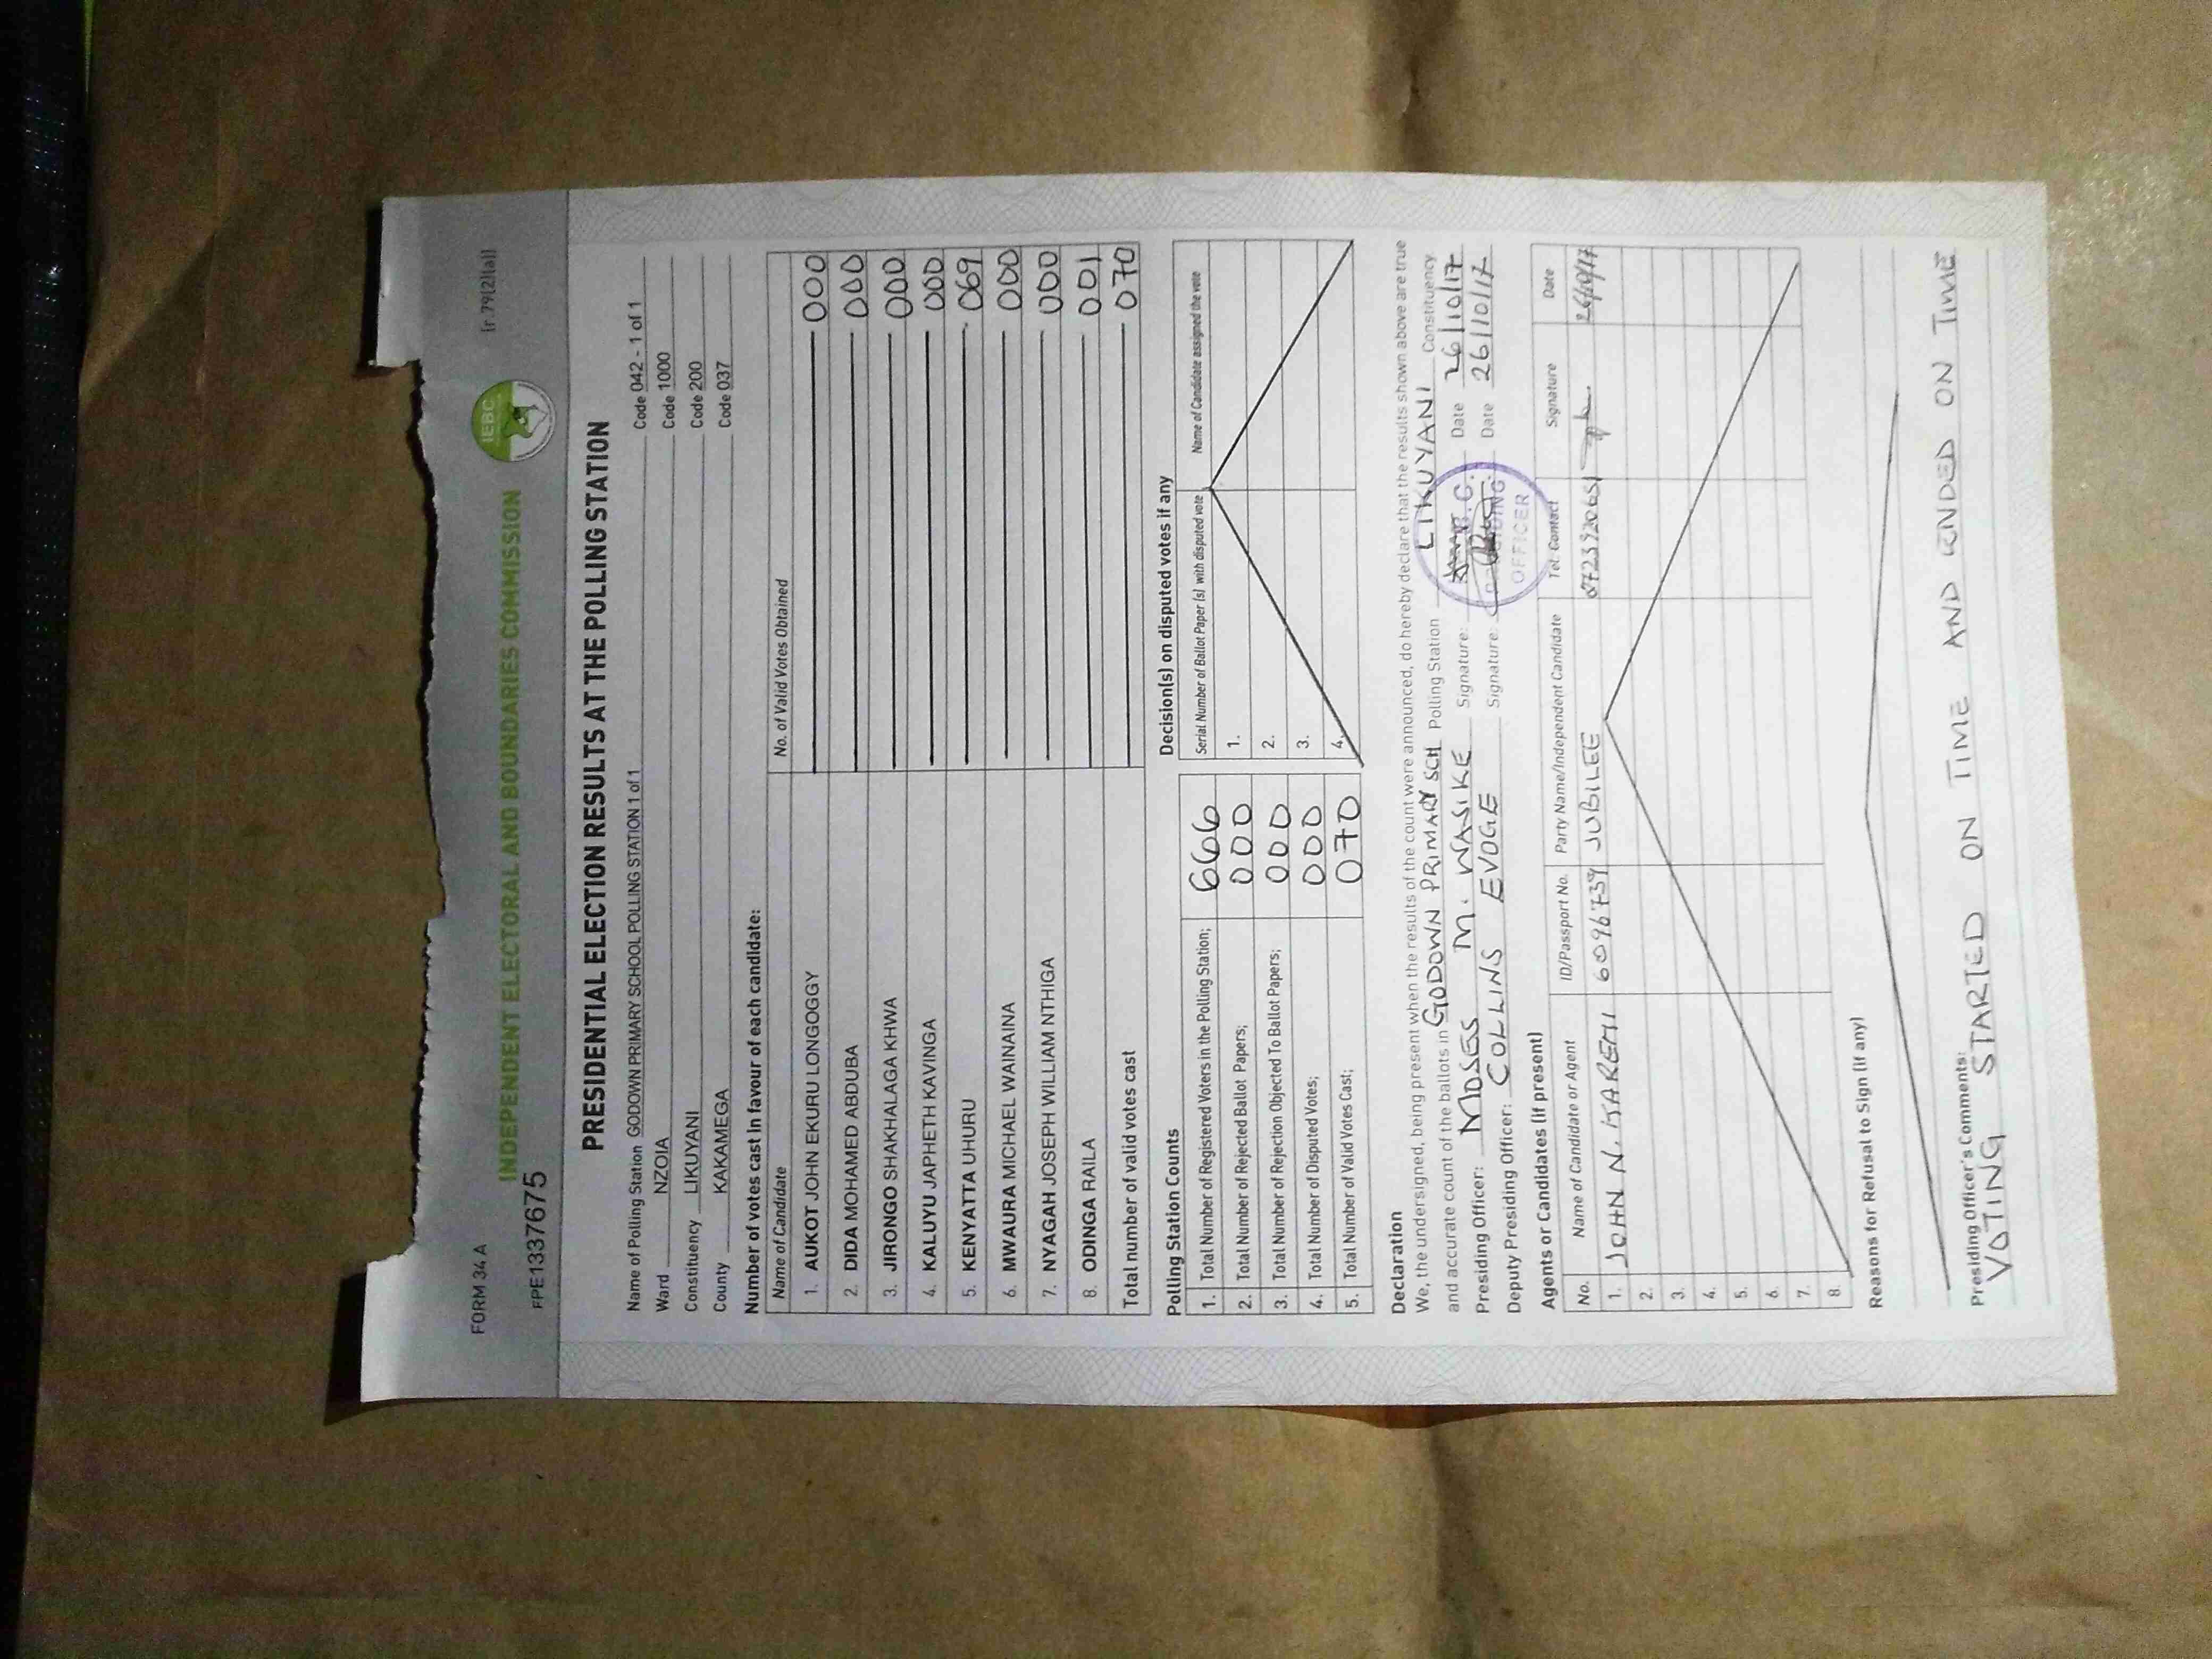 FORM 34 A
[r.79(2)(a)]
IEBC
INDEPENDENT ELECTORAL AND BOUNDARIES COMMISSION
FPE1337675
PRESIDENTIAL ELECTION RESULTS AT THE POLLING STATION
Name of Polling Station GODOWN PRIMARY SCHOOL POLLING STATION 1 of 1 Code 042 - 1 of 1
Ward NZOIA Code 1000
Constituency LIKUYANI Code 200
County KAKAMEGA Code 037
Number of votes cast in favour of each candidate:
Name of Candidate No. of Valid Votes Obtained
1. AUKOT JOHN EKURU LONGOGGY 000
2. DIDA MOHAMED ABDUBA 000
3. JIRONGO SHAKHALAGA KHWA 000
4. KALUYU JAPHETH KAVINGA 000
5. KENYATTA UHURU 069
6. MWAURA MICHAEL WAINAINA 000
7. NYAGAH JOSEPH WILLIAM NTHIGA 000
8. ODINGA RAILA 001
Total number of valid votes cast 070
Polling Station Counts
1. Total Number of Registered Voters in the Polling Station; 666
2. Total Number of Rejected Ballot Papers; 000
3. Total Number of Rejection Objected To Ballot Papers; 000
4. Total Number of Disputed Votes; 000
5. Total Number of Valid Votes Cast; 070
Decision(s) on disputed votes if any
Serial Number of Ballot Paper (s) with disputed vote Name of Candidate assigned the vote
1.
2.
3.
4.
Declaration
We, the undersigned, being present when the results of the count were announced, do hereby declare that the results shown above are true
and accurate count of the ballots in GODOWN PRIMARY SCH Polling Station LIKUYANI Constituency
Presiding Officer: MOSES M. WASIKE Signature: Date 26/10/17
Deputy Presiding Officer: COLLINS EVOGE Signature: Date 26/10/17
OFFICER
Agents or Candidates (if present)
No. Name of Candidate or Agent ID/Passport No. Party Name/Independent Candidate Tel. Contact Signature Date
1. JOHN N. 6096739 JUBILEE 26/10/17
2.
3.
4.
5.
6.
7.
8.
Reasons for Refusal to Sign (if any)
Presiding Officer's Comments:
VOTING STARTED ON TIME AND ENDED ON TIME